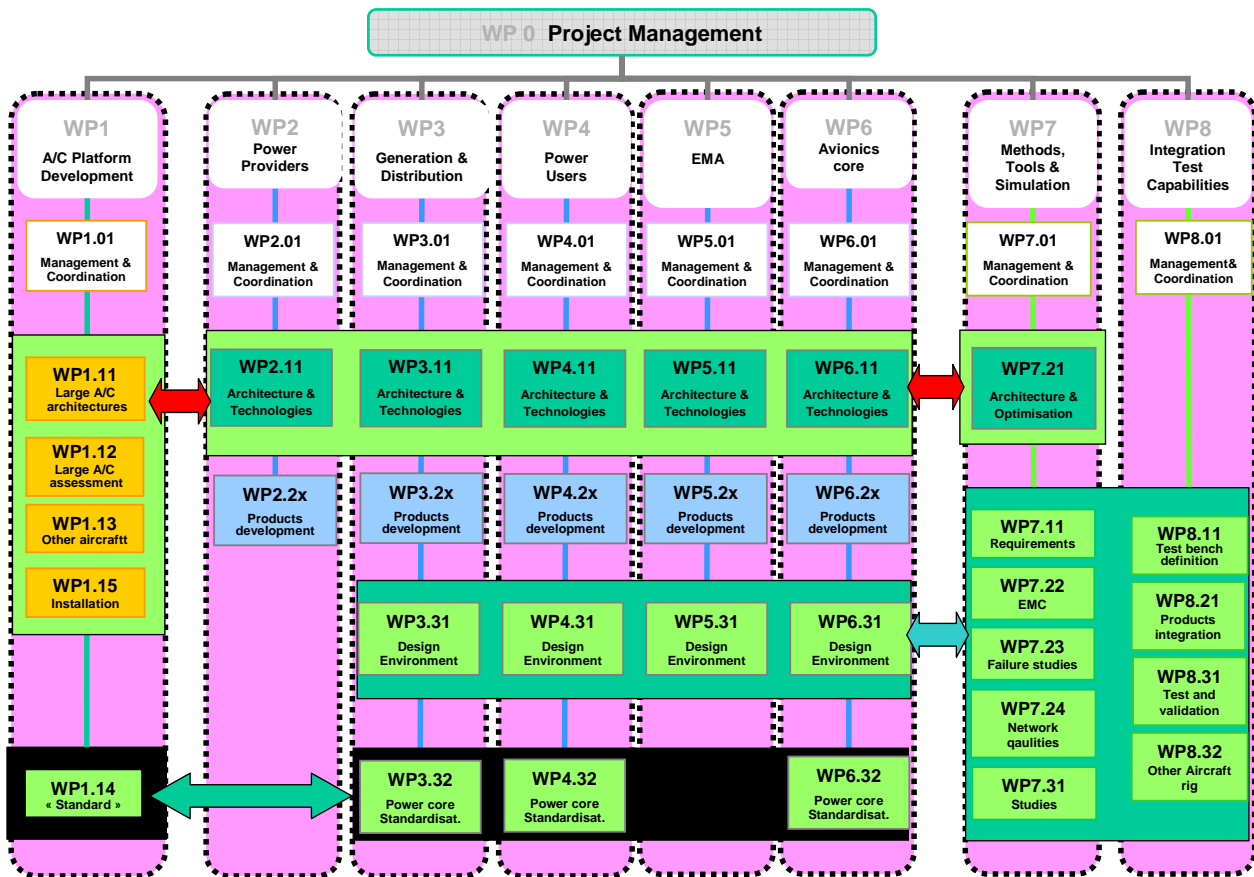 WP 0 Project Management
WP1
A/C Platform
Development
WP1.01
Management &
Coordination
WP1.11
Large A/C
architectures
WP1.12
Large A/C
assessment
WP1.13
Other aircraftt
WP1.15
Installation
WP1.14
« Standard »
WP2
Power
Providers
WP2.01
Management &
Coordination
WP2.11
Architecture &
Technologies
WP2.2x
Products
development
WP3
Generation &
Distribution
WP3.01
Management &
Coordination
WP3.11
Architecture &
Technologies
WP3.2x
Products
development
WP3.31
Design
Environment
WP3.32
Power core
Standardisat.
WP4
Power
Users
WP4.01
Management &
Coordination
WP4.11
Architecture &
Technologies
WP4.2x
Products
development
WP4.31
Design
Environment
WP4.32
Power core
Standardisat.
WP5
EMA
WP5.01
Management &
Coordination
WP5.11
Architecture &
Technologies
WP5.2x
Products
development
WP5.31
Design
Environment
WP6
Avionics
core
WP6.01
Management &
Coordination
WP6.11
Architecture &
Technologies
WP6.2x
Products
development
WP6.31
Design
Environment
WP6.32
Power core
Standardisat.
WP7
Methods,
Tools &
Simulation
WP7.01
Management &
Coordination
WP7.21
Architecture &
Optimisation
WP7.11
Requirements
WP7.22
EMC
WP7.23
Failure studies
WP7.24
Network
qaulities
WP7.31
Studies
WP8
Integration
Test
Capabilities
WP8.01
Management&
Coordination
WP8.11
Test bench
definition
WP8.21
Products
integration
WP8.31
Test and
validation
WP8.32
Other Aircraft
rig